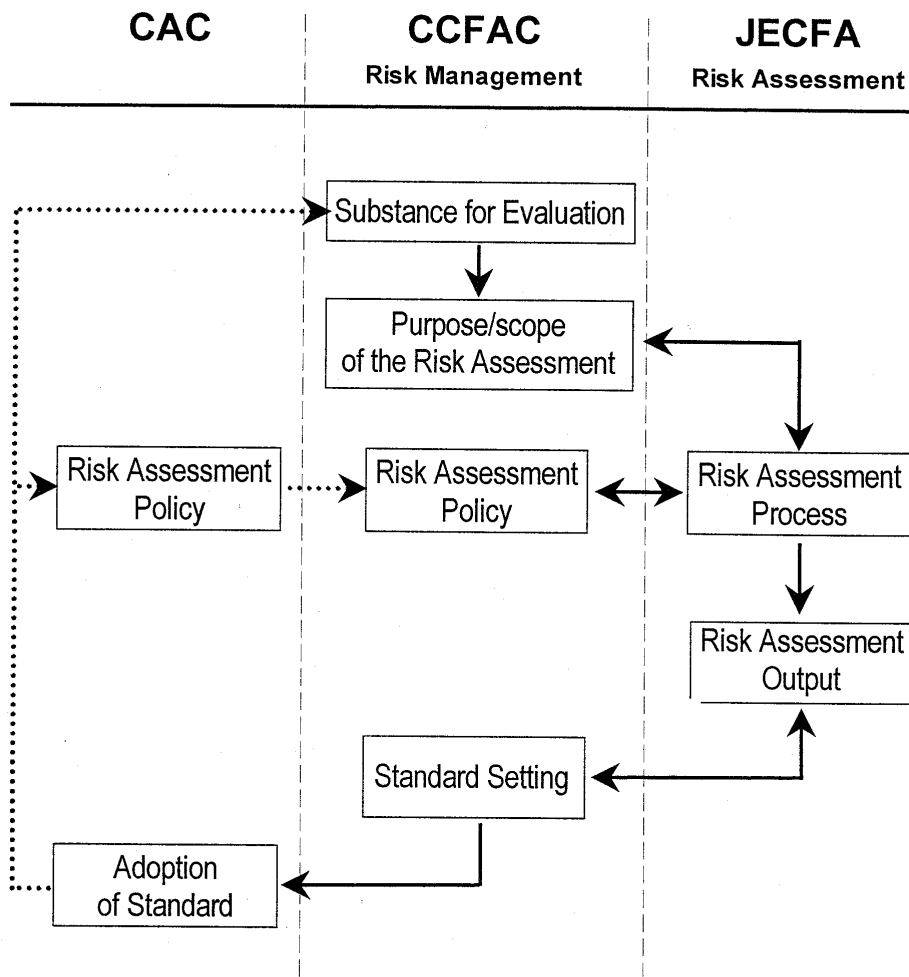 CAC
CCFAC
Risk Management
JECFA
Risk Assessment
Substance for Evaluation
Purpose/scope
of the Risk Assessment
Risk Assessment
Policy
Risk Assessment
Policy
Risk Assessment
Process
Risk Assessment
Output
Standard Setting
Adoption
of Standard